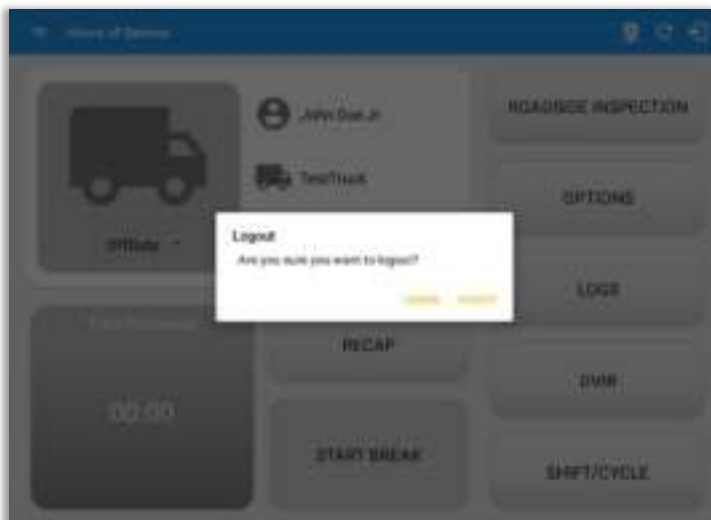 Hours of Service
John Doe Jr
TestTruck
ROADSIDE INSPECTION
OPTIONS
Logout
Are you sure you want to logout?
LOGS
RECAP
DVIR
00:00
START BREAK
SHIFT/CYCLE